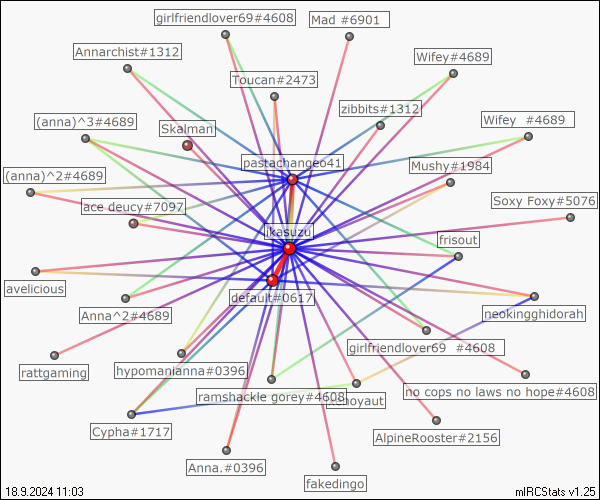 girlfriendlover69#4608
Mad #6901
Annarchist#1312
Wifey#4689
Toucan#2473
zibbits#1312
(anna)^3#4689
Wifey #4689
Skalman
pastachangeo41
Mushy#1984
(anna)^2#4689
Soxy Foxy#5076
ace deucy#7097
ikasuzu
frisout
avelicious
default#0617
Anna^2#4689
neokingghidorah
girlfriendlover69 #4608
rattgaming
hypomanianna#0396
no cops no laws no hope#4608
ramshackle gorey#4608
Cypha#1717
AlpineRooster#2156
Anna.#0396
fakedingo
18.9.2024 11:03
mIRCStats v1.25